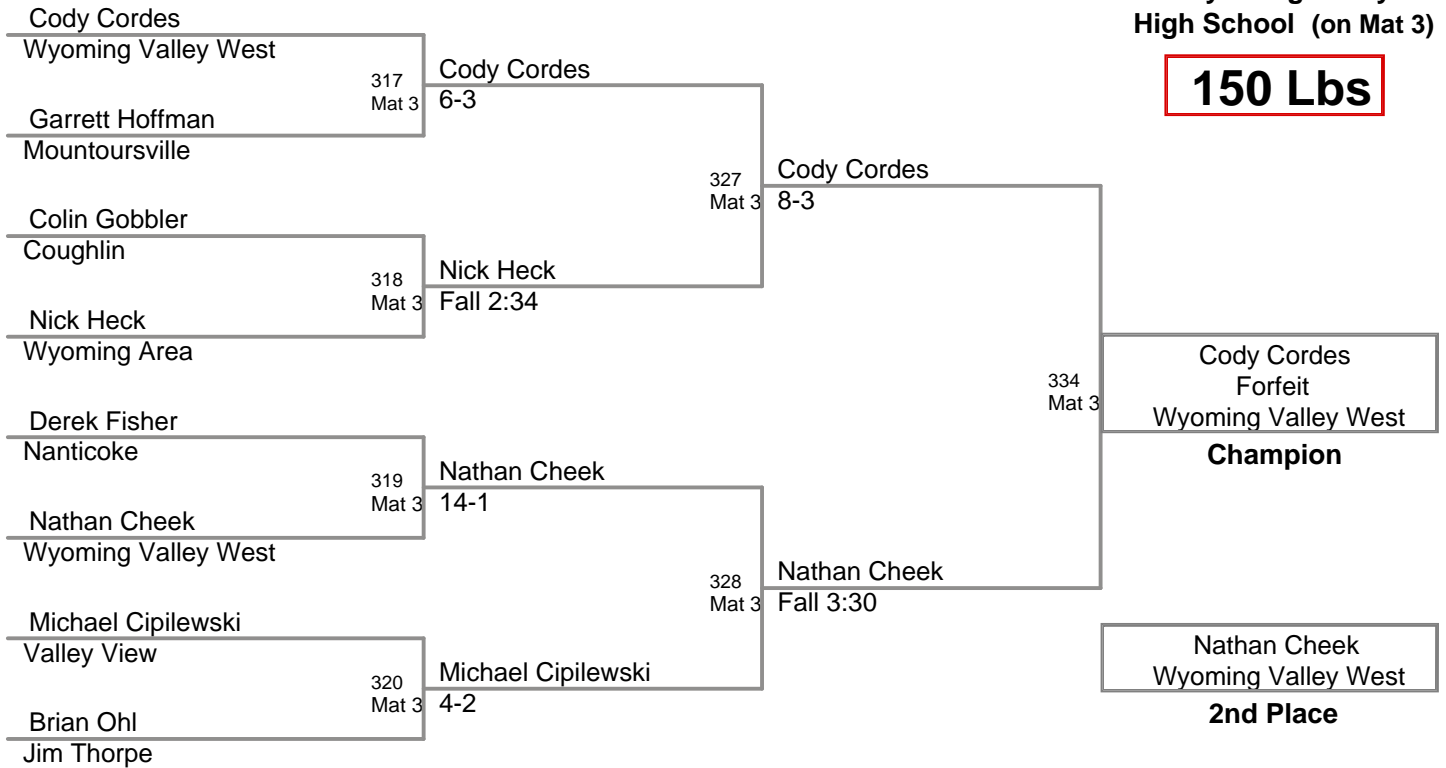 High School (on Mat 3)
150 Lbs
Cody Cordes
Wyoming Valley West
317
Mat 3
Cody Cordes
6-3
Garrett Hoffman
Mountoursville
327
Mat 3
Cody Cordes
8-3
Colin Gobbler
Coughlin
318
Mat 3
Nick Heck
Fall 2:34
Nick Heck
Wyoming Area
334
Mat 3
Cody Cordes
Forfeit
Wyoming Valley West
Champion
Derek Fisher
Nanticoke
319
Mat 3
Nathan Cheek
14-1
Nathan Cheek
Wyoming Valley West
328
Mat 3
Nathan Cheek
Fall 3:30
Michael Cipilewski
Valley View
320
Mat 3
Michael Cipilewski
4-2
Brian Ohl
Jim Thorpe
Nathan Cheek
Wyoming Valley West
2nd Place